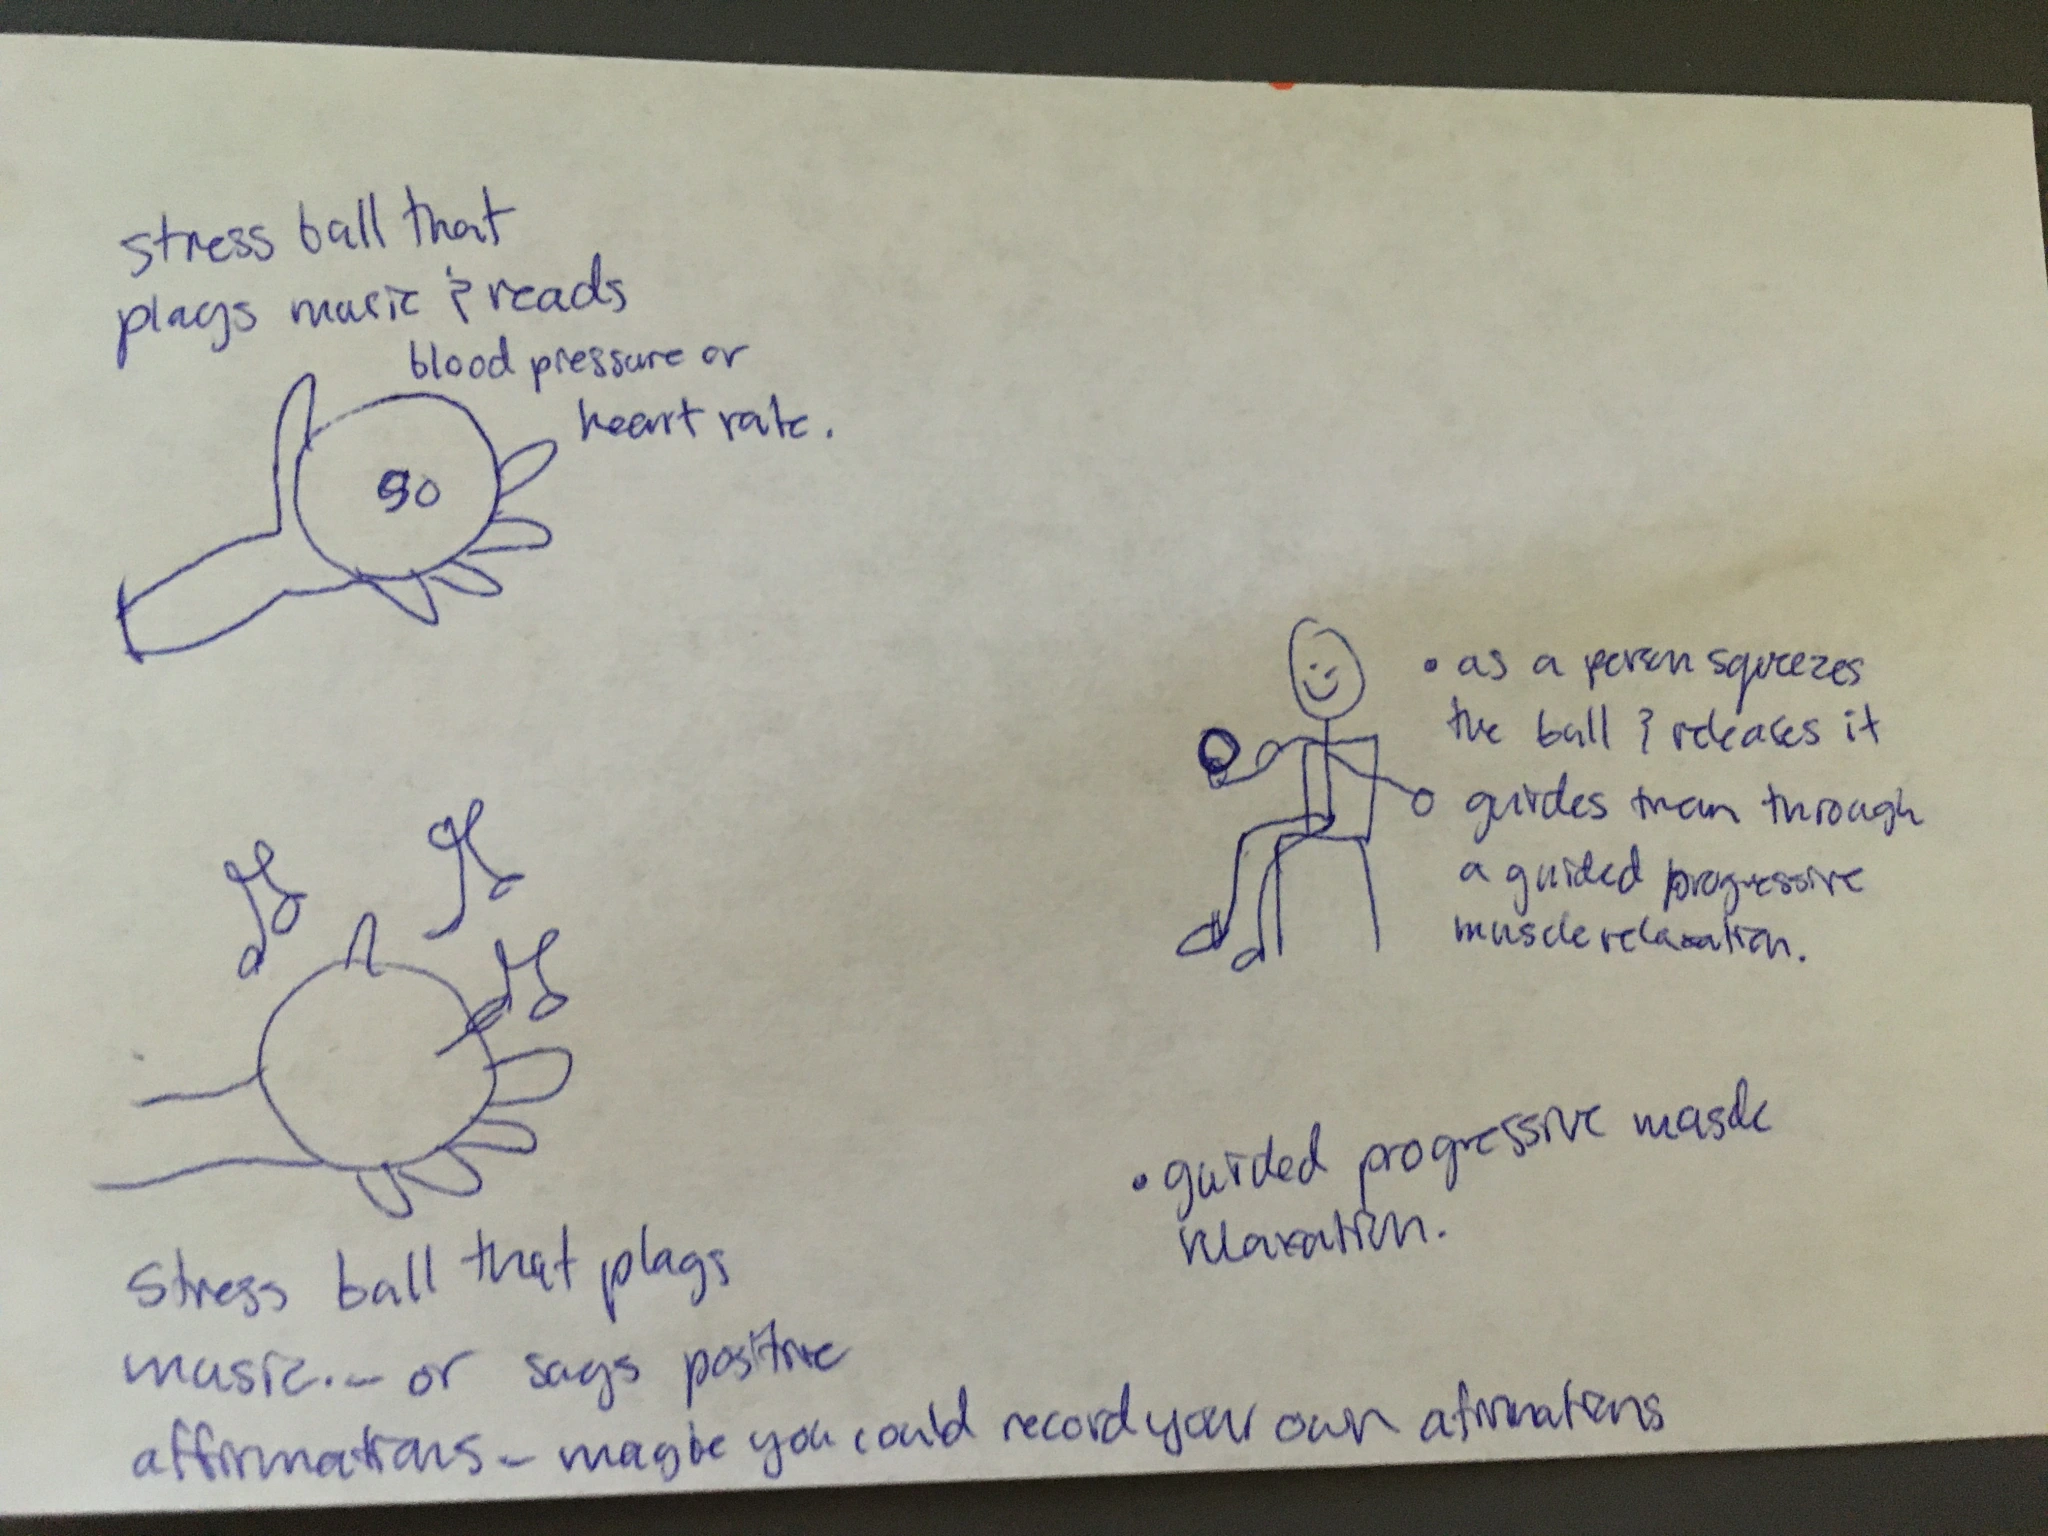 stress ball that
plays music & reads
blood pressure or
heart rate.
90
• as a person squeezes
the ball & releases it
guides them through
a guided progressive
muscle relaxation.
• guided progressive muscle
relaxation.
Stress ball that plays
music.– or says positive
affirmations – maybe you could record your own afirmations